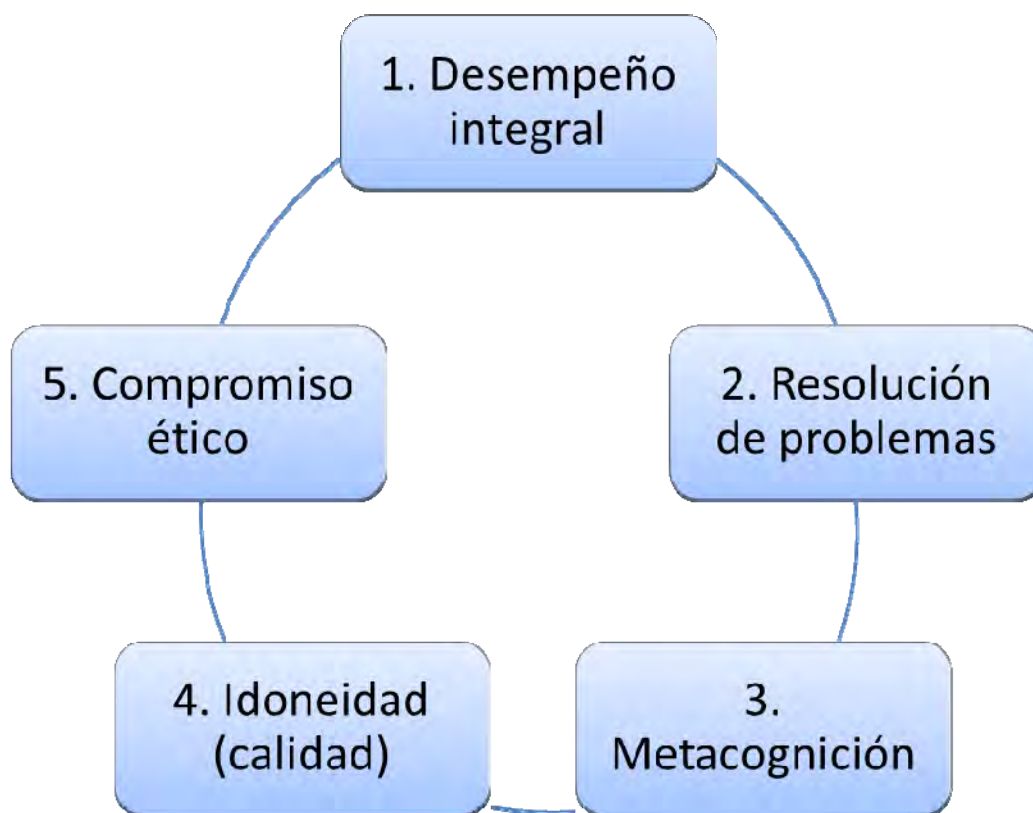 1. Desempeño
integral
2. Resolución
de problemas
3.
Metacognición
4. Idoneidad
(calidad)
5. Compromiso
ético